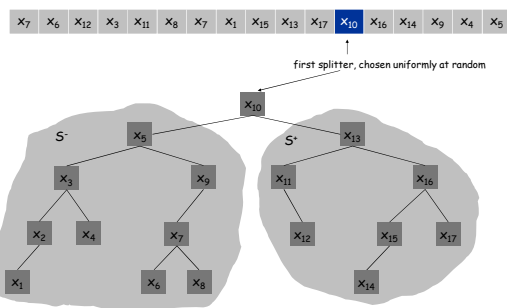 x7 x6 x12 x3 x11 x8 x7 x1 x15 x13 x17 x10 x16 x14 x9 x4 x5
first splitter, chosen uniformly at random
x10
S- x5 S+ x13
x3 x9 x11 x16
x2 x4 x7 x12 x15 x17
x1 x6 x8 x14